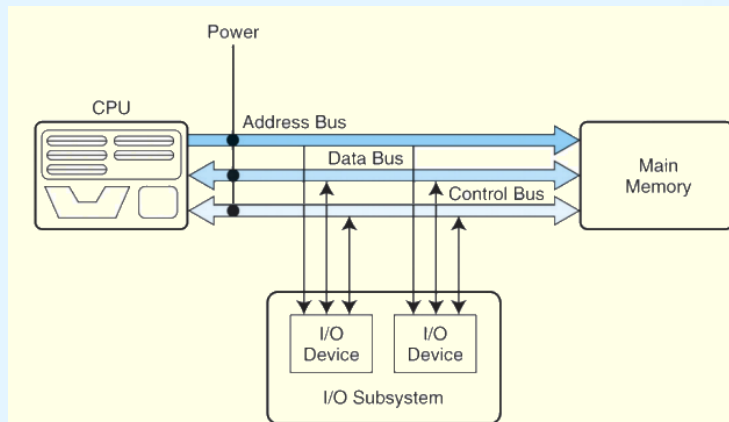 Power
CPU
Address Bus
Data Bus
Control Bus
Main
Memory
I/O
Device
I/O
Device
I/O Subsystem